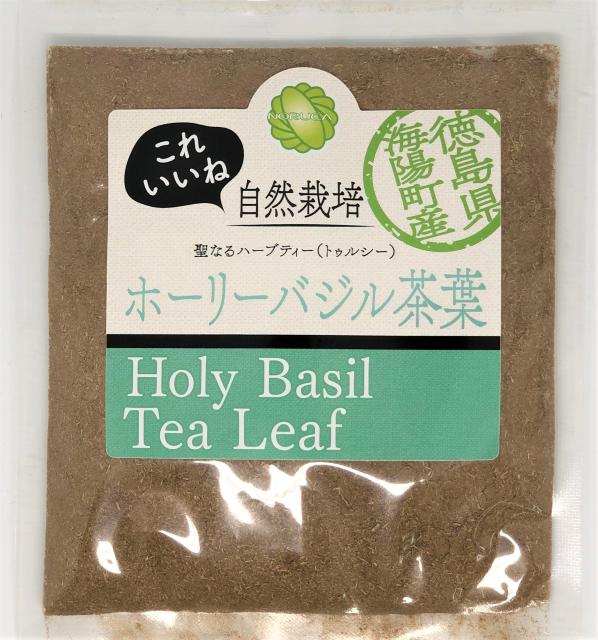 NOBUCA
これ
いいね
自然栽培
徳島県
海陽町産
聖なるハーブティー(トゥルシー)
ホーリーバジル茶葉
Holy Basil
Tea Leaf